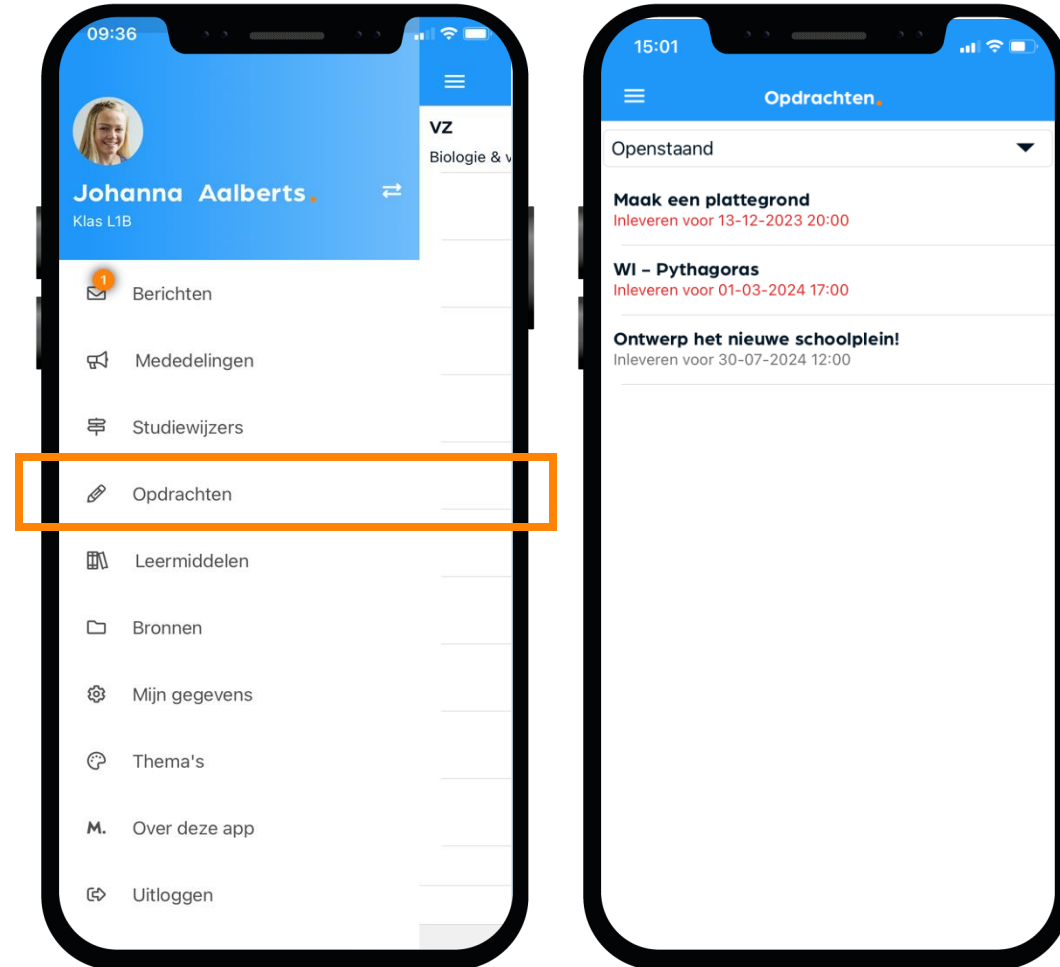 09:36
Johanna Aalberts.
Klas L1B
1
Berichten
Mededelingen
Studiewijzers
Opdrachten
Leermiddelen
Bronnen
Mijn gegevens
Thema's
M. Over deze app
Uitloggen
VZ
Biologie & v
15:01
Opdrachten.
Openstaand
Maak een plattegrond
Inleveren voor 13-12-2023 20:00
WI – Pythagoras
Inleveren voor 01-03-2024 17:00
Ontwerp het nieuwe schoolplein!
Inleveren voor 30-07-2024 12:00